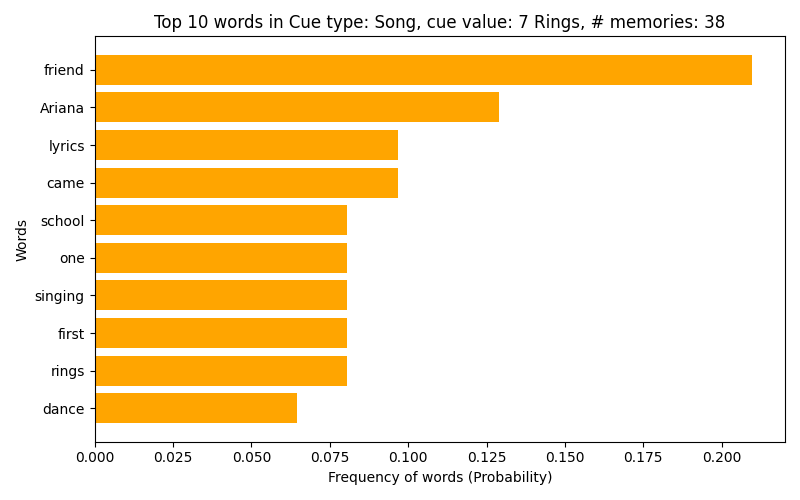 Top 10 words in Cue type: Song, cue value: 7 Rings, # memories: 38
friend
Ariana
lyrics
came
school
one
singing
first
rings
dance
Words
0.000 0.025 0.050 0.075 0.100 0.125 0.150 0.175 0.200
Frequency of words (Probability)